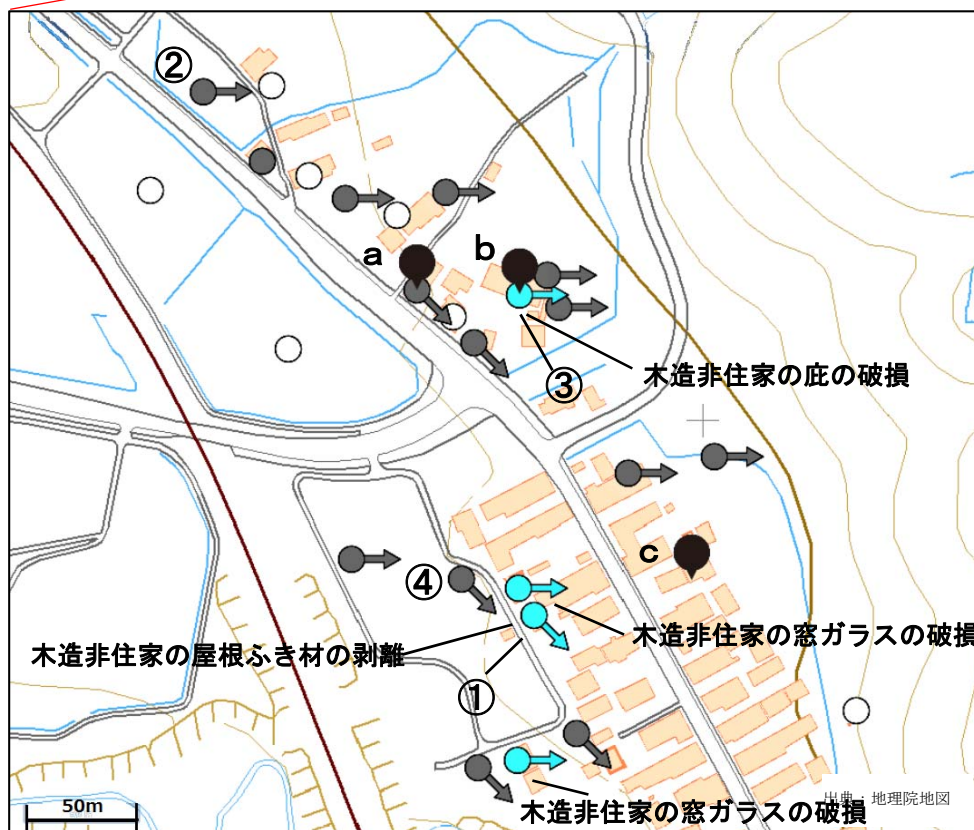 ②
a
b
③
木造非住家の庇の破損
c
④
木造非住家の窓ガラスの破損
木造非住家の屋根ふき材の剥離
①
50m
木造非住家の窓ガラスの破損
出典：地理院地図